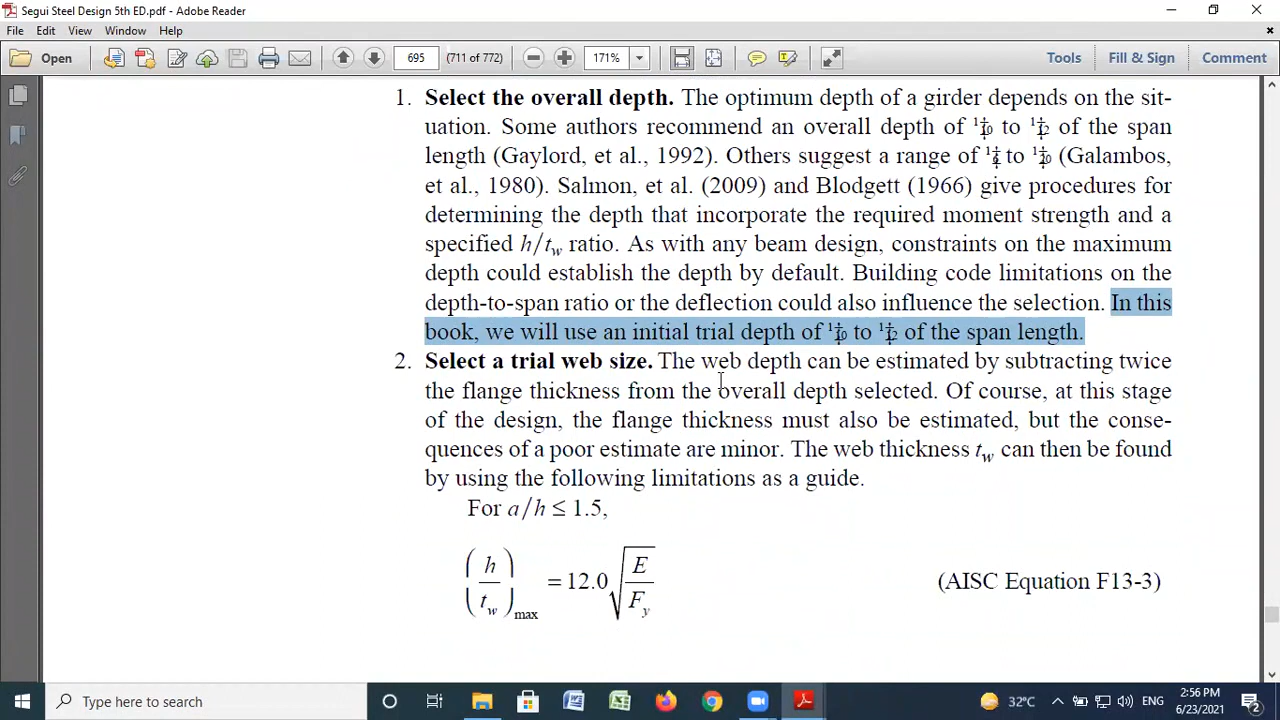 Segui Steel Design 5th ED.pdf - Adobe Reader
File Edit View Window Help
Open 695 (711 of 772) 171% Tools Fill & Sign Comment
1. Select the overall depth. The optimum depth of a girder depends on the sit-
uation. Some authors recommend an overall depth of 1/10 to 1/12 of the span
length (Gaylord, et al., 1992). Others suggest a range of to 1/20 (Galambos,
et al., 1980). Salmon, et al. (2009) and Blodgett (1966) give procedures for
determining the depth that incorporate the required moment strength and a
specified h/tw ratio. As with any beam design, constraints on the maximum
depth could establish the depth by default. Building code limitations on the
depth-to-span ratio or the deflection could also influence the selection. In this
book, we will use an initial trial depth of 1/10 to 1/12 of the span length.
2. Select a trial web size. The web depth can be estimated by subtracting twice
the flange thickness from the overall depth selected. Of course, at this stage
of the design, the flange thickness must also be estimated, but the conse-
quences of a poor estimate are minor. The web thickness tw can then be found
by using the following limitations as a guide.
For a/h ≤ 1.5,
(h/tw)max = 12.0√(E/Fy) (AISC Equation F13-3)
Type here to search 32°C ENG 2:56 PM
6/23/2021 2